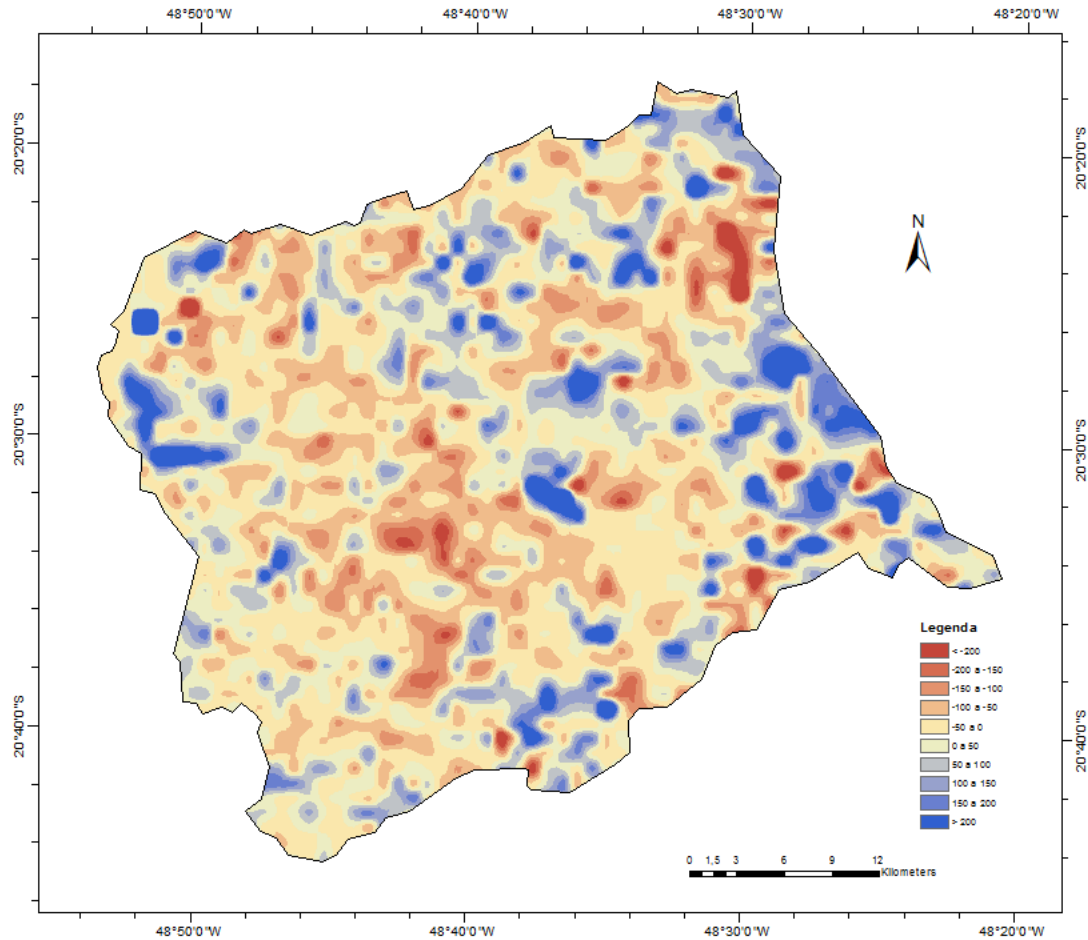 48°50'0"W 48°40'0"W 48°30'0"W 48°20'0"W
20°20'0"S 20°20'0"S
N
20°30'0"S 20°30'0"S
Legenda
< -200
-200 a -150
-150 a -100
-100 a -50
-50 a 0
0 a 50
50 a 100
100 a 150
150 a 200
> 200
20°40'0"S 20°40'0"S
0 1,5 3 6 9 12
Kilometers
48°50'0"W 48°40'0"W 48°30'0"W 48°20'0"W